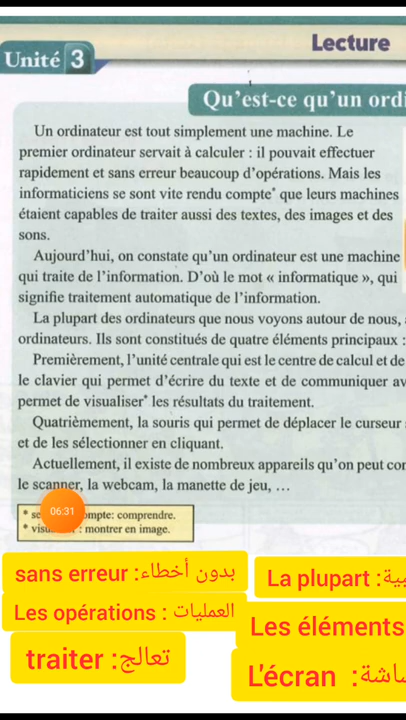 Lecture
Unité 3
Qu'est-ce qu'un ordi
Un ordinateur est tout simplement une machine. Le
premier ordinateur servait à calculer : il pouvait effectuer
rapidement et sans erreur beaucoup d'opérations. Mais les
informaticiens se sont vite rendu compte* que leurs machines
étaient capables de traiter aussi des textes, des images et des
sons.
Aujourd'hui, on constate qu'un ordinateur est une machine
qui traite de l'information. D'où le mot « informatique », qui
signifie traitement automatique de l'information.
La plupart des ordinateurs que nous voyons autour de nous,
ordinateurs. Ils sont constitués de quatre éléments principaux :
Premièrement, l'unité centrale qui est le centre de calcul et de
le clavier qui permet d'écrire du texte et de communiquer av
permet de visualiser* les résultats du traitement.
Quatrièmement, la souris qui permet de déplacer le curseur
et de les sélectionner en cliquant.
Actuellement, il existe de nombreux appareils qu'on peut con
le scanner, la webcam, la manette de jeu, …
* se ompte: comprendre.
* visu : montrer en image.
06:31
sans erreur :بدون أخطاء
La plupart :
Les opérations : العمليات
Les éléments
traiter :تعالج
L'écran :